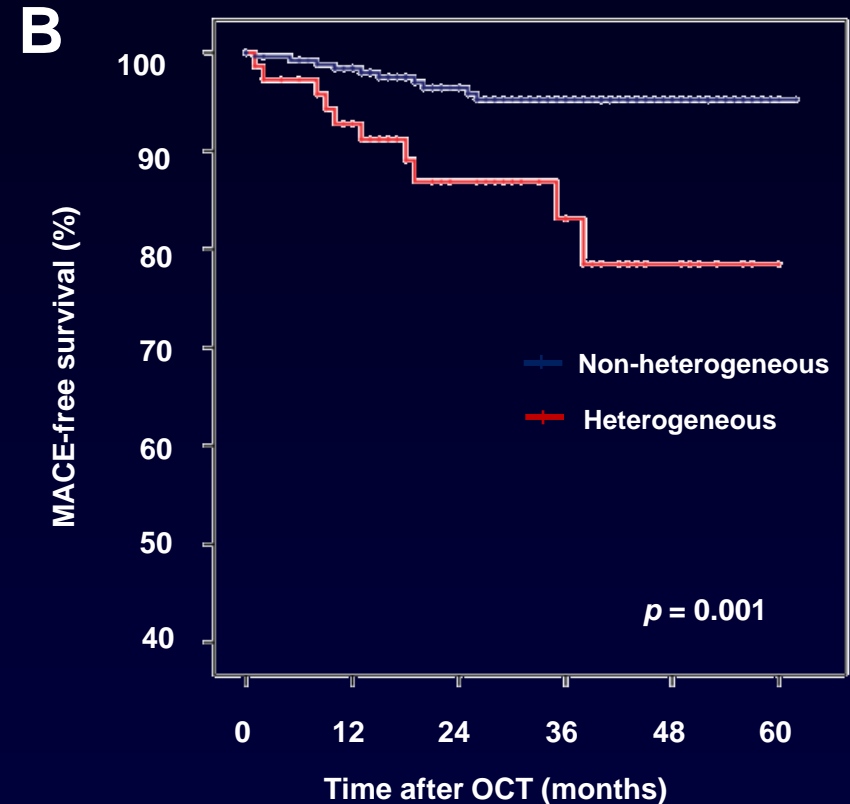 B
MACE-free survival (%)
100
90
80
70
60
50
40
Non-heterogeneous
Heterogeneous
p = 0.001
0 12 24 36 48 60
Time after OCT (months)